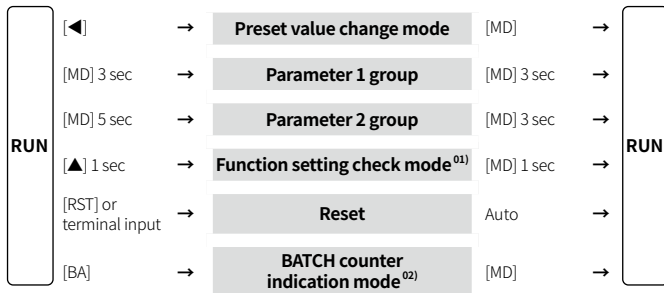 [◀] → Preset value change mode [MD] →
[MD] 3 sec → Parameter 1 group [MD] 3 sec →
[MD] 5 sec → Parameter 2 group [MD] 3 sec →
RUN RUN
[▲] 1 sec → Function setting check mode 01) [MD] 1 sec →
[RST] or
terminal input → Reset Auto →
[BA] → BATCH counter
indication mode 02) [MD] →